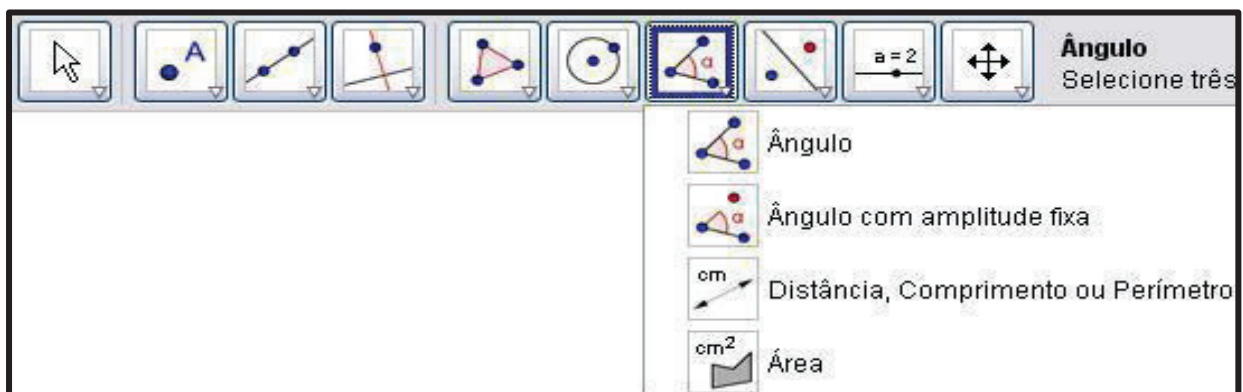 A
α
a = 2
Ângulo
Selecione três
α Ângulo
α Ângulo com amplitude fixa
cm Distância, Comprimento ou Perímetro
cm² Área